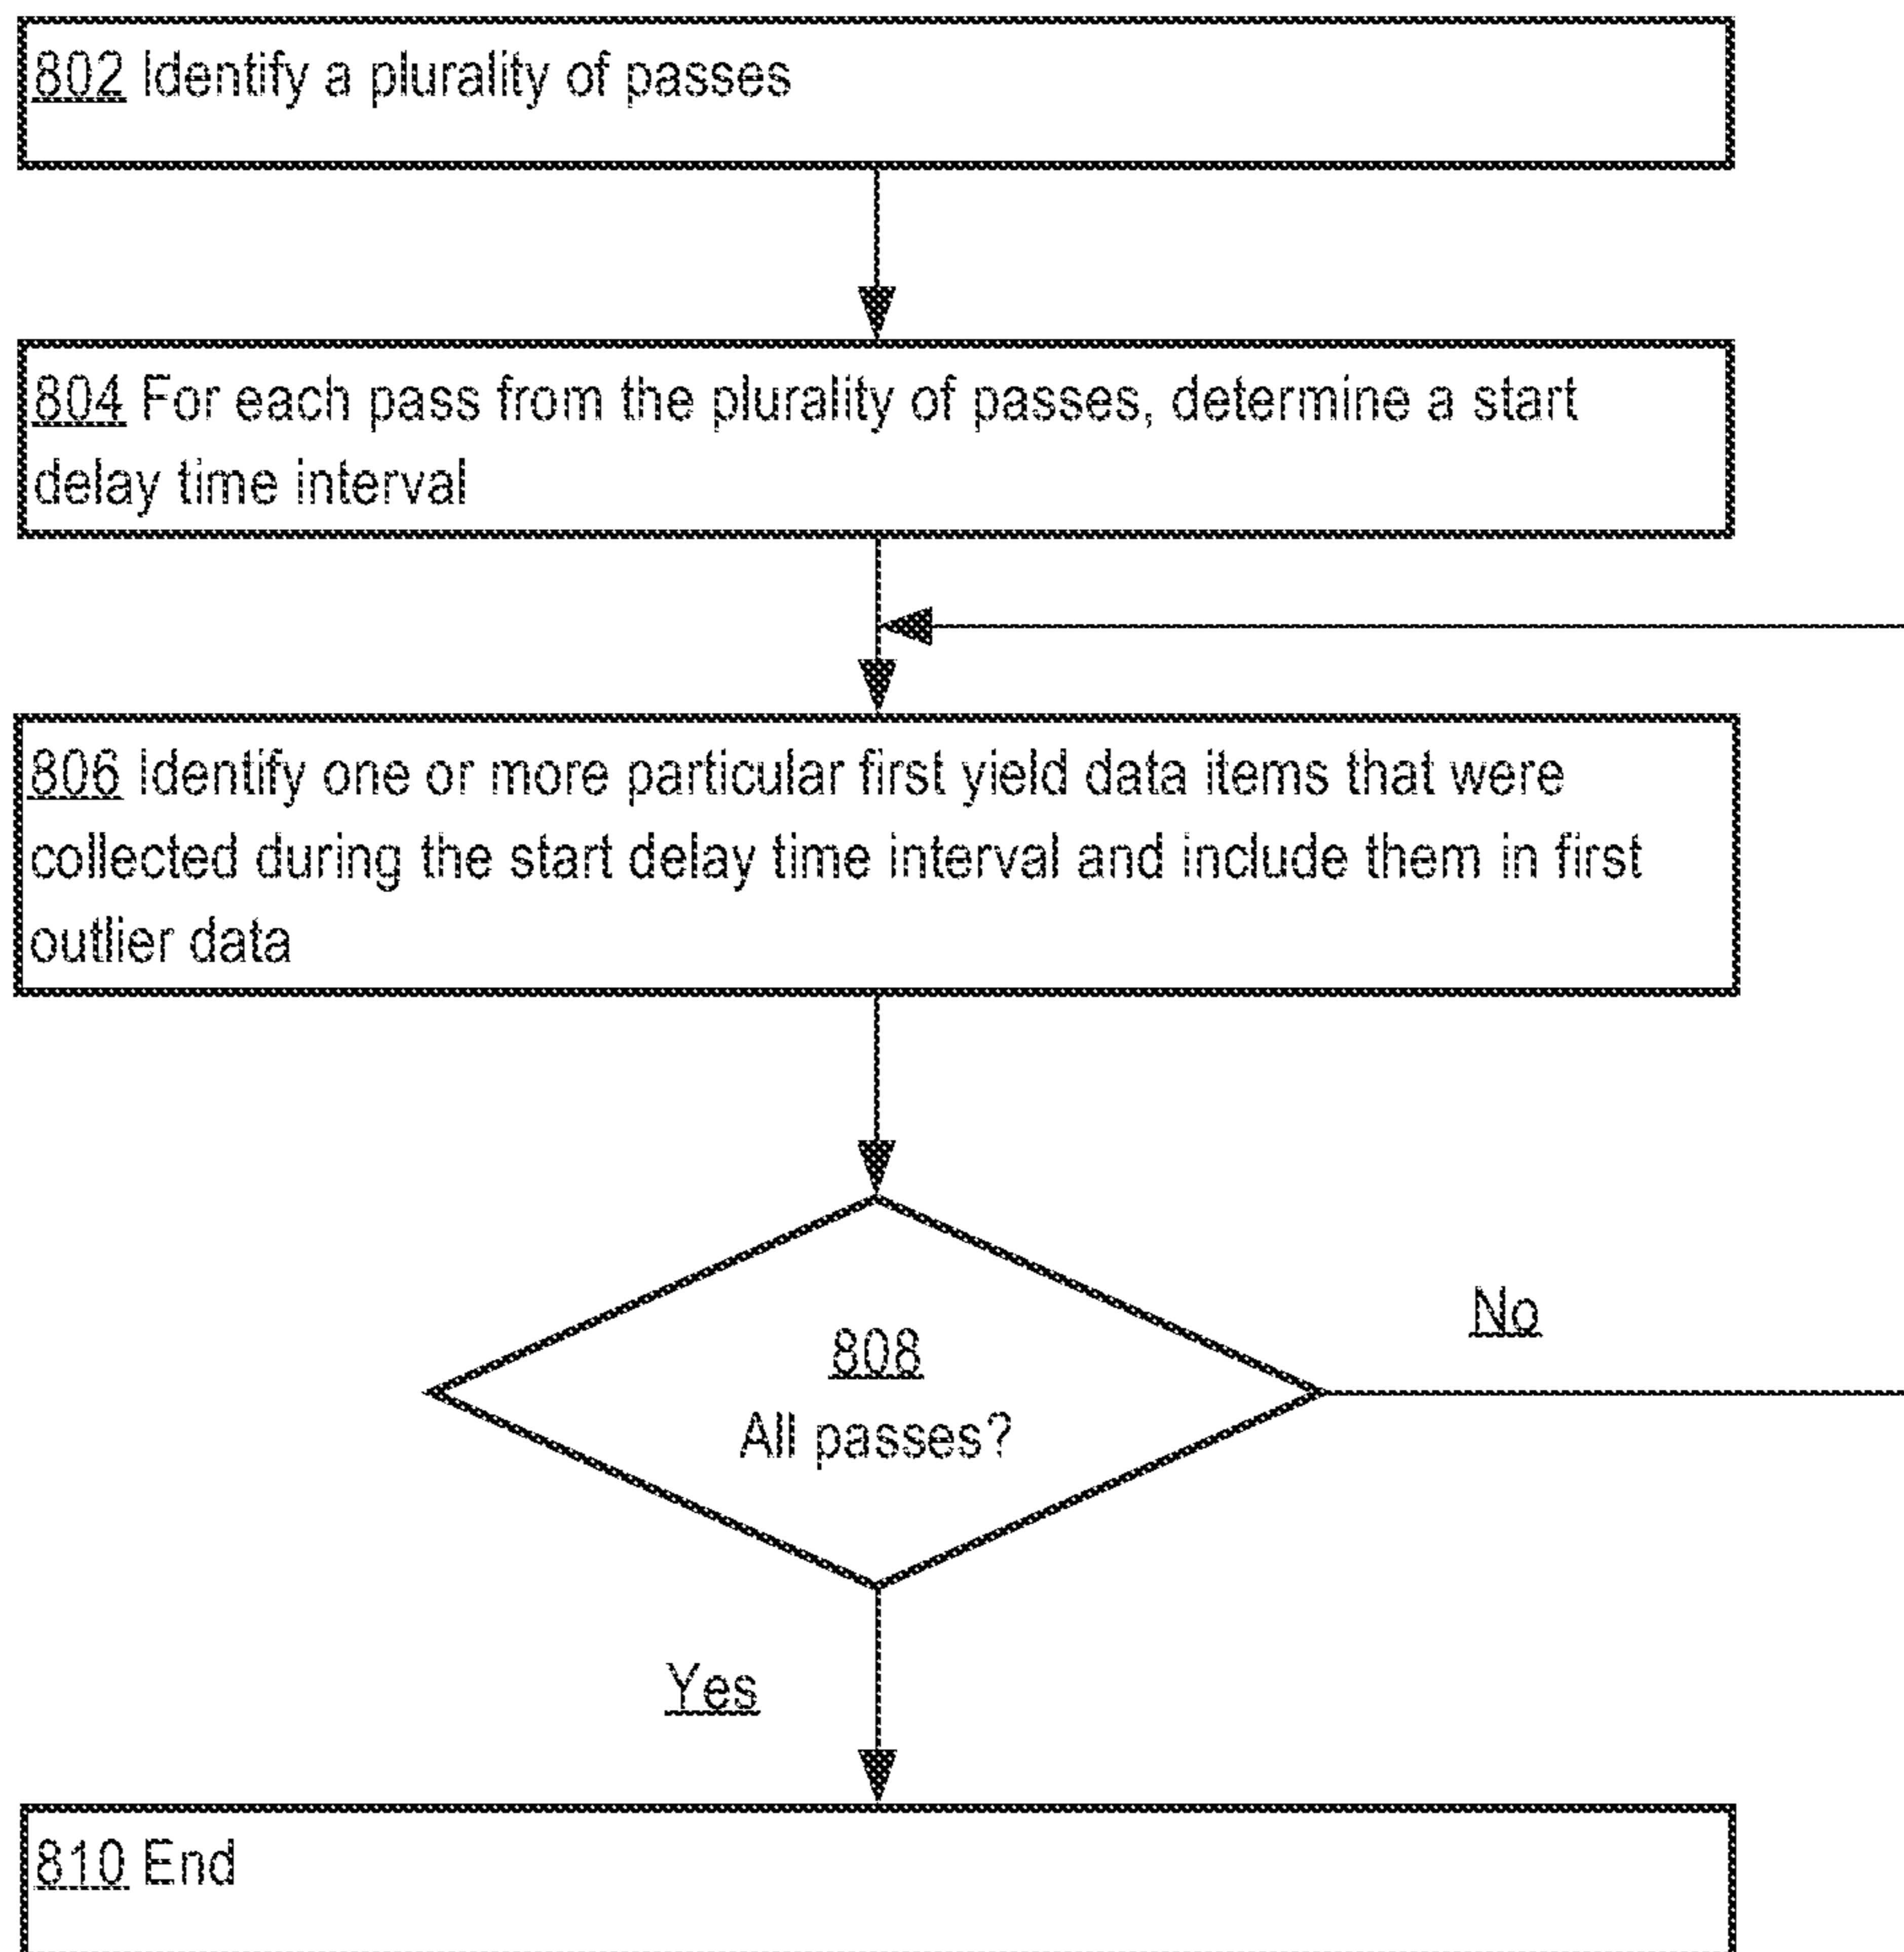 802 Identify a plurality of passes
804 For each pass from the plurality of passes, determine a start
delay time interval
806 Identify one or more particular first yield data items that were
collected during the start delay time interval and include them in first
outlier data
808
All passes?
No
Yes
810 End